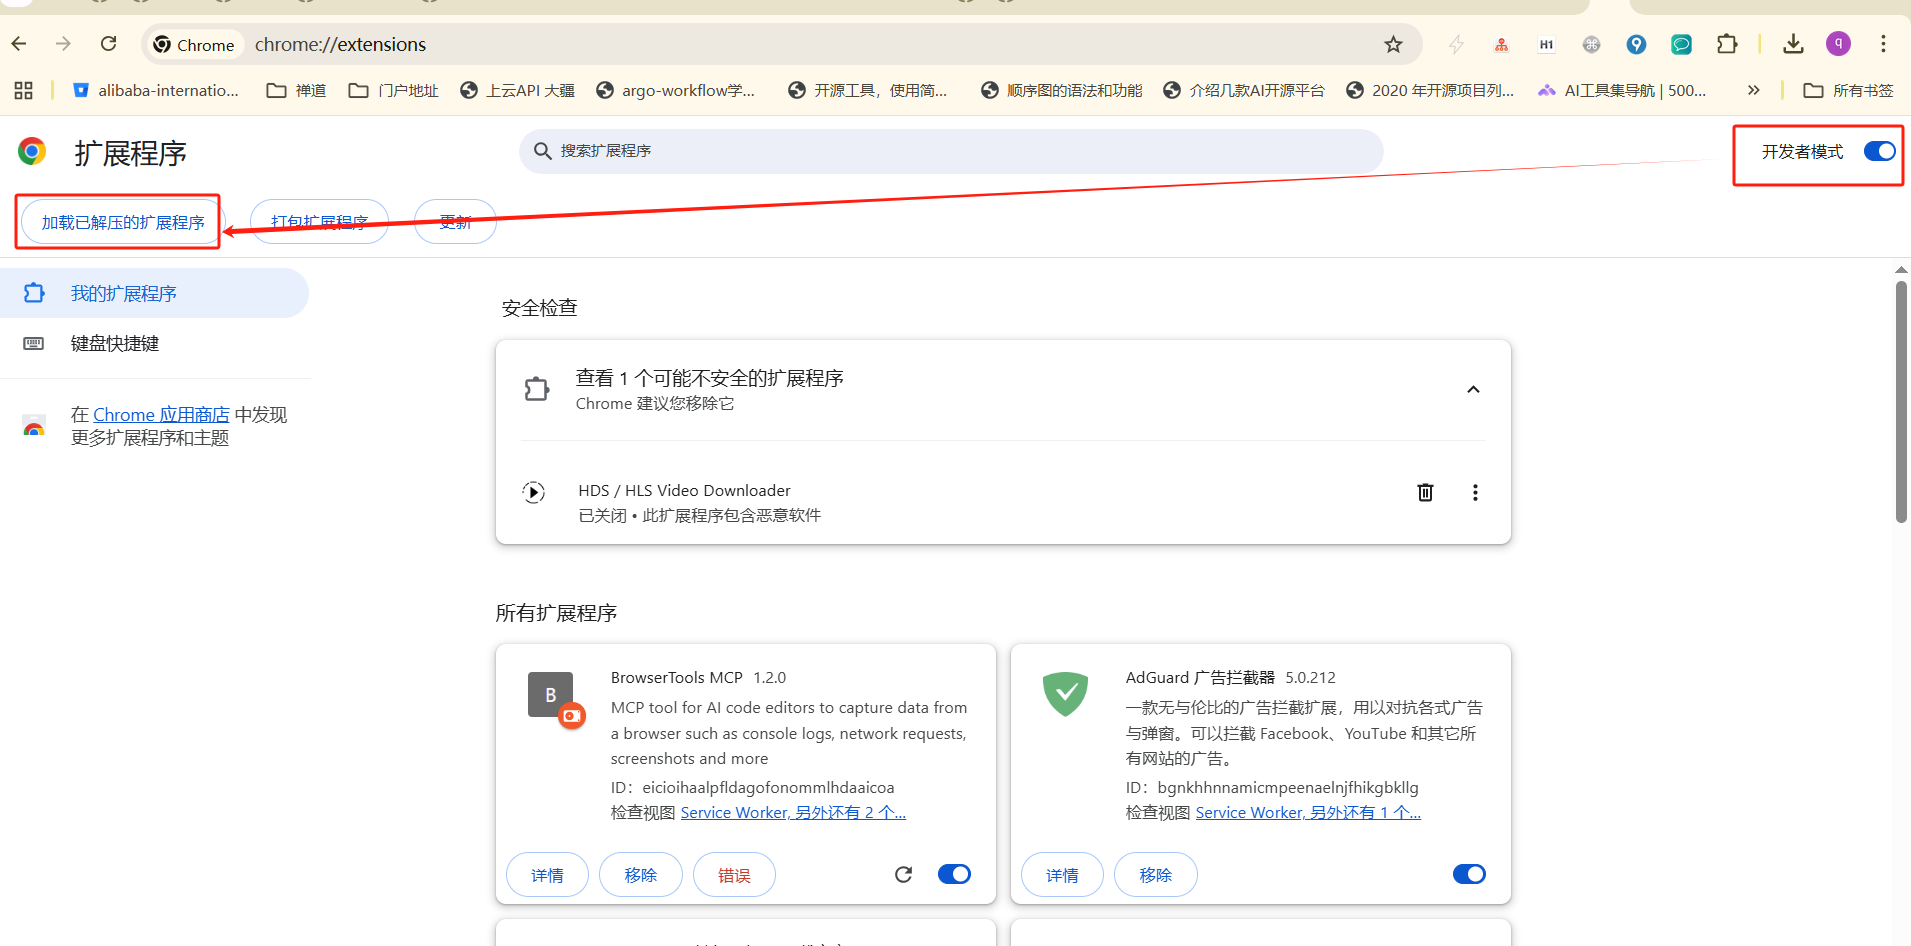 Chrome
chrome://extensions
H1
q
alibaba-internatio...
禅道
门户地址
上云API 大疆
argo-workflow学...
开源工具，使用简...
顺序图的语法和功能
介绍几款AI开源平台
2020 年开源项目列...
AI工具集导航 | 500...
所有书签
扩展程序
搜索扩展程序
开发者模式
加载已解压的扩展程序
打包扩展程序
更新
我的扩展程序
键盘快捷键
在 Chrome 应用商店 中发现
更多扩展程序和主题
安全检查
查看 1 个可能不安全的扩展程序
Chrome 建议您移除它
HDS / HLS Video Downloader
已关闭 • 此扩展程序包含恶意软件
所有扩展程序
B
BrowserTools MCP 1.2.0
MCP tool for AI code editors to capture data from
a browser such as console logs, network requests,
screenshots and more
ID：eicioihaalpfldagofonommlhdaaicoa
检查视图 Service Worker, 另外还有 2 个...
详情
移除
错误
AdGuard 广告拦截器 5.0.212
一款无与伦比的广告拦截扩展，用以对抗各式广告
与弹窗。可以拦截 Facebook、YouTube 和其它所
有网站的广告。
ID：bgnkhhnnamicmpeenaelnjfhikgbkllg
检查视图 Service Worker, 另外还有 1 个...
详情
移除